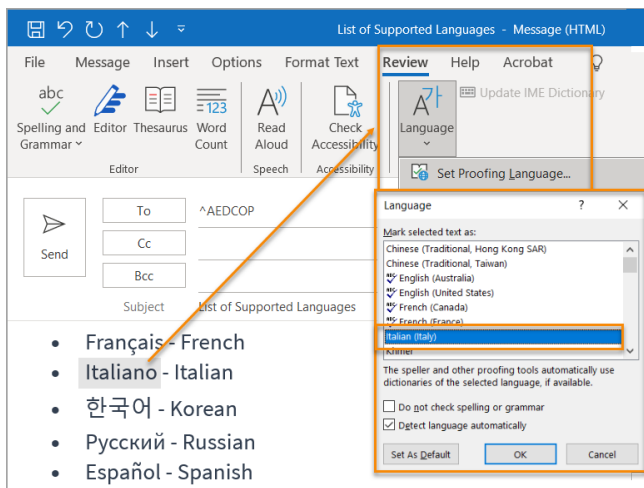 List of Supported Languages - Message (HTML)
File Message Insert Options Format Text Review Help Acrobat
abc
Spelling and Grammar
Editor
Thesaurus
123
Word Count
Read Aloud
Check Accessibility
A가
Language
Update IME Dictionary
Editor
Speech
Accessibility
Set Proofing Language...
Send
To
^AEDCOP
Cc
Bcc
Subject
List of Supported Languages
• Français - French
• Italiano - Italian
• 한국어 - Korean
• Русский - Russian
• Español - Spanish
Language ? ×
Mark selected text as:
Chinese (Traditional, Hong Kong SAR)
Chinese (Traditional, Taiwan)
English (Australia)
English (United States)
French (Canada)
French (France)
Italian (Italy)
Khmer
The speller and other proofing tools automatically use
dictionaries of the selected language, if available.
Do not check spelling or grammar
Detect language automatically
Set As Default
OK
Cancel